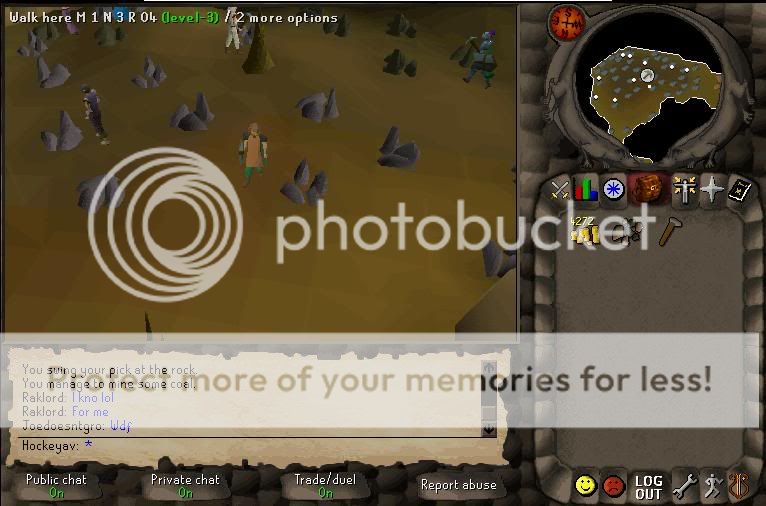 Walk here M 1 N 3 R 04 (level-3) / 2 more options
4272
photobucket
You swing your pick at the rock.
You manage to mine some coal.
Protect more of your memories for less!
Raklord: I kno lol
Raklord: For me
Joedoesntgro: Wdf
Hockeyav: *
Public chat
On
Private chat
On
Trade/duel
On
Report abuse
LOG
OUT